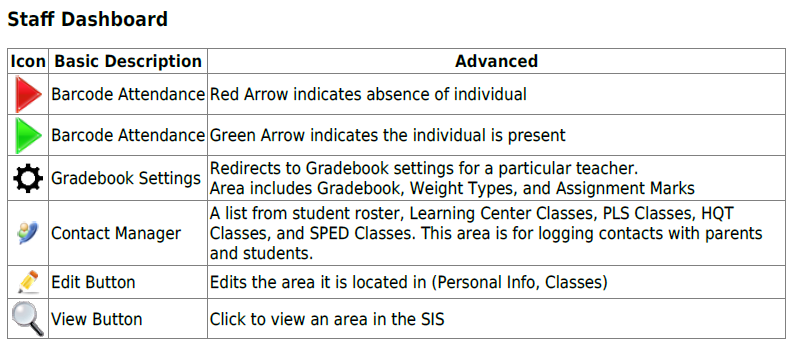 Staff Dashboard
Icon Basic Description Advanced
Barcode Attendance Red Arrow indicates absence of individual
Barcode Attendance Green Arrow indicates the individual is present
Gradebook Settings Redirects to Gradebook settings for a particular teacher.
Area includes Gradebook, Weight Types, and Assignment Marks
Contact Manager A list from student roster, Learning Center Classes, PLS Classes, HQT
Classes, and SPED Classes. This area is for logging contacts with parents
and students.
Edit Button Edits the area it is located in (Personal Info, Classes)
View Button Click to view an area in the SIS